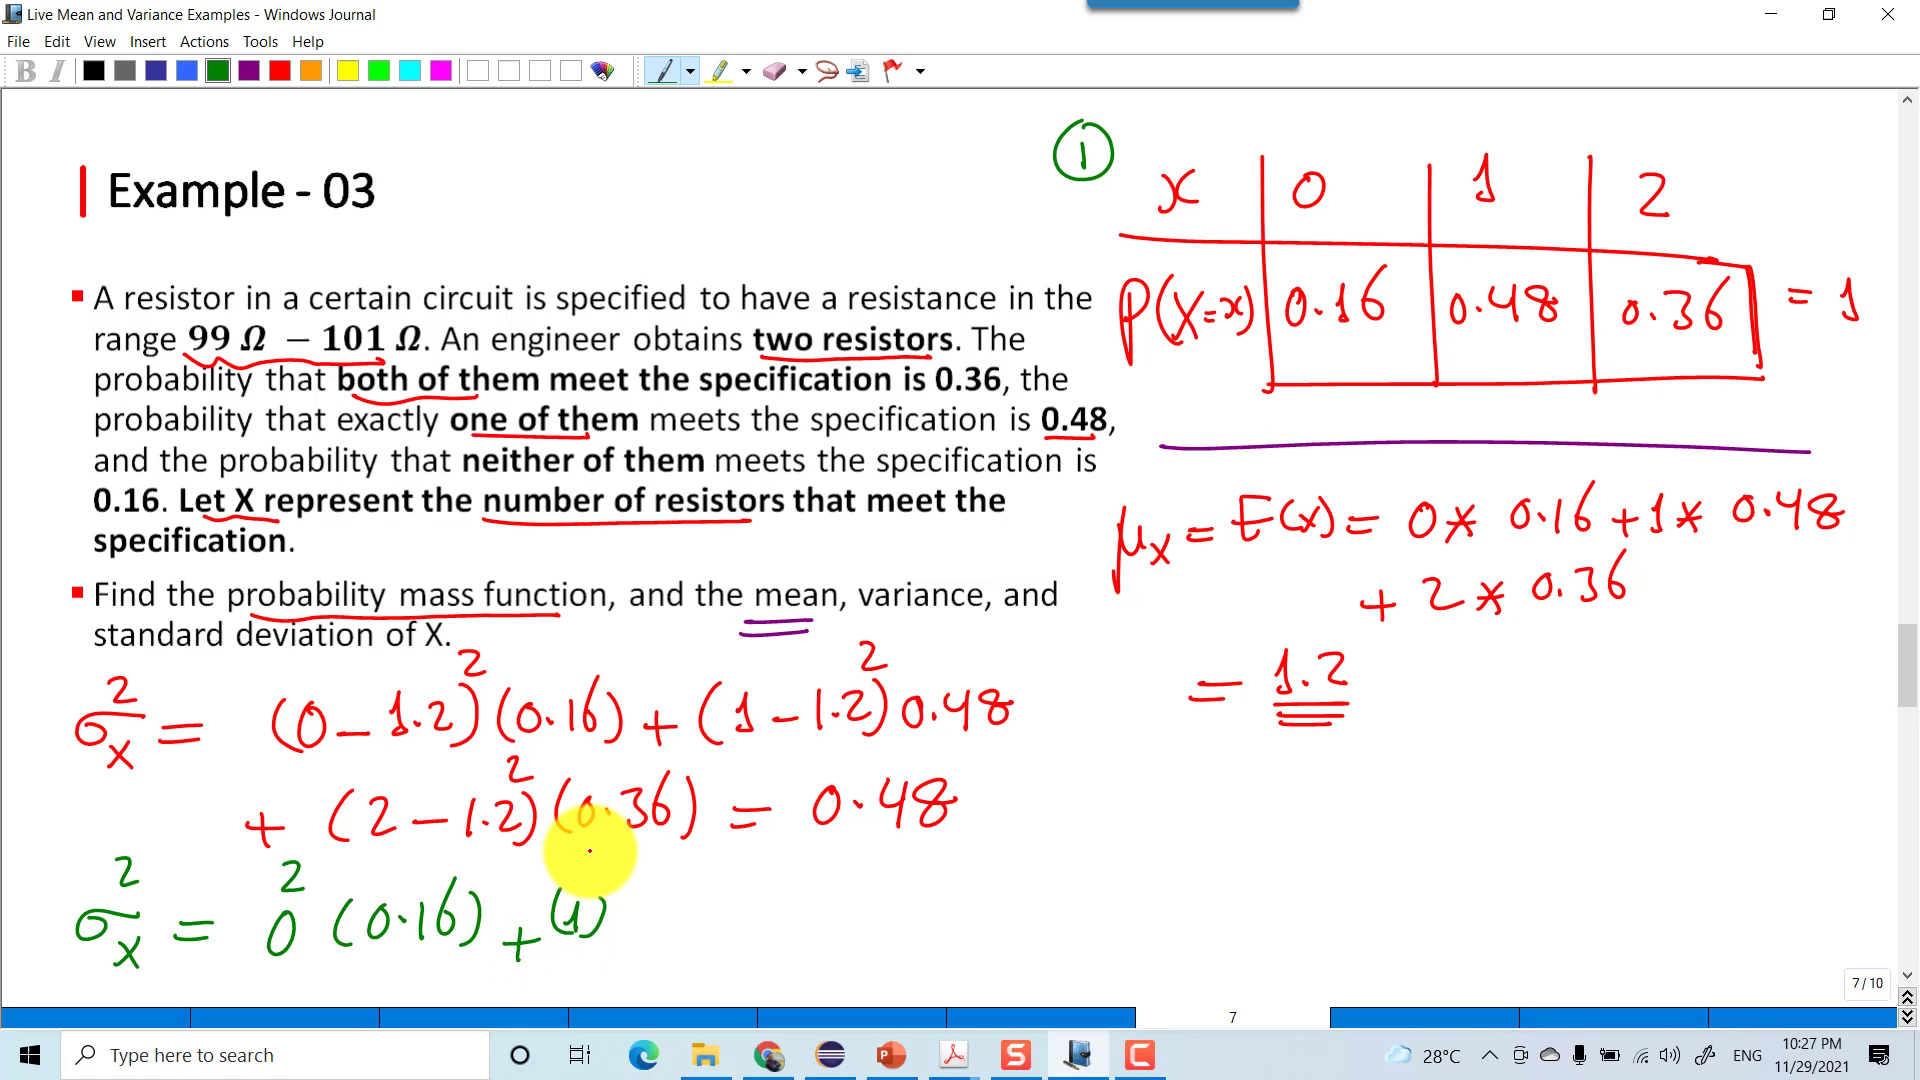 Live Mean and Variance Examples - Windows Journal
File Edit View Insert Actions Tools Help
B I
Example - 03
A resistor in a certain circuit is specified to have a resistance in the
range 99 Ω − 101 Ω. An engineer obtains two resistors. The
probability that both of them meet the specification is 0.36, the
probability that exactly one of them meets the specification is 0.48,
and the probability that neither of them meets the specification is
0.16. Let X represent the number of resistors that meet the
specification.
Find the probability mass function, and the mean, variance, and
standard deviation of X.
σ²x = (0 - 1.2)² (0.16) + (1 - 1.2)² 0.48
+ (2 - 1.2)² (0.36) = 0.48
σ²x = 0² (0.16) + (1)
1
x 0 1 2
P(X=x) 0.16 0.48 0.36 = 1
μx = E(x) = 0 * 0.16 + 1 * 0.48
+ 2 * 0.36
= 1.2
7 / 10
7
Type here to search
28°C
ENG
10:27 PM
11/29/2021